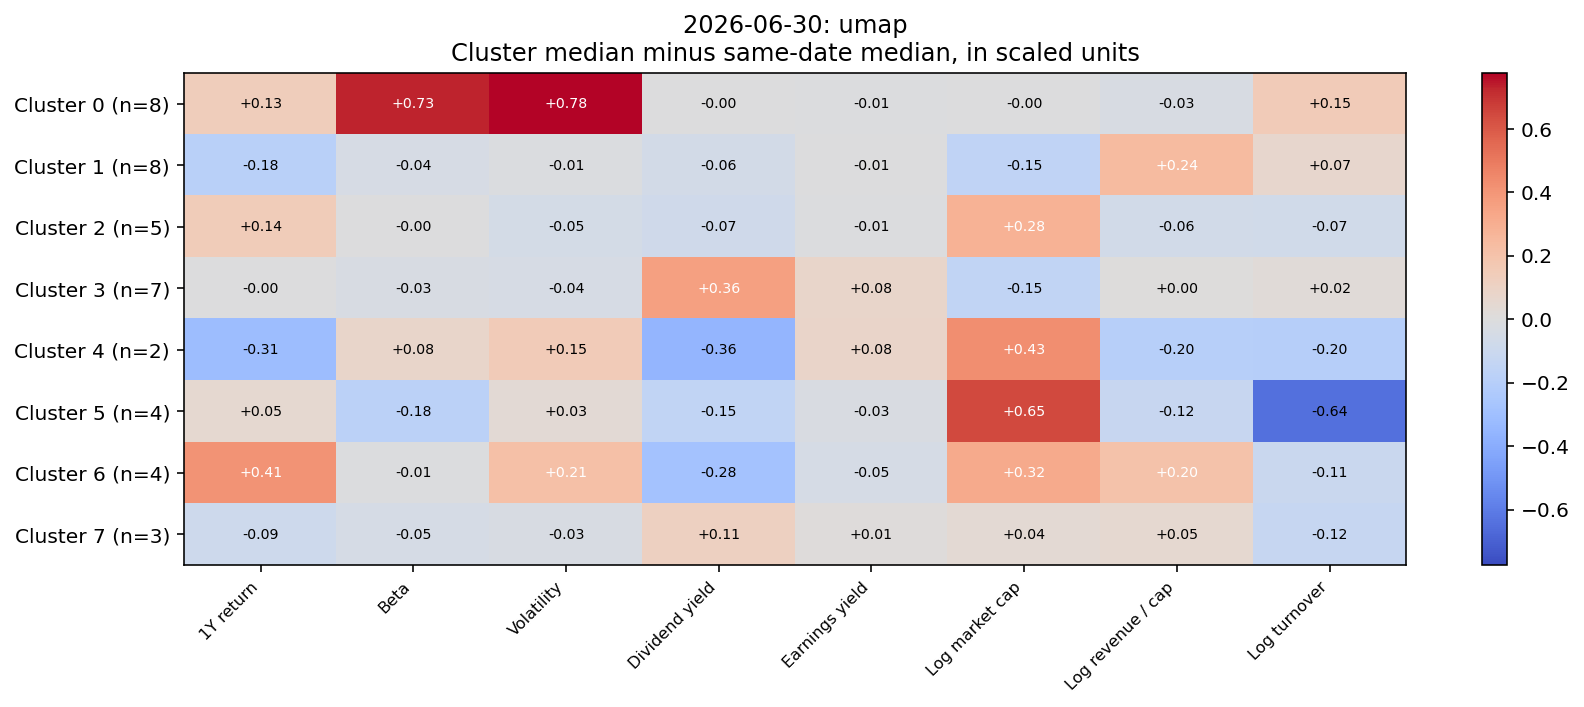 2026-06-30: umap
Cluster median minus same-date median, in scaled units
Cluster 0 (n=8) +0.13 +0.73 +0.78 -0.00 -0.01 -0.00 -0.03 +0.15
Cluster 1 (n=8) -0.18 -0.04 -0.01 -0.06 -0.01 -0.15 +0.24 +0.07
Cluster 2 (n=5) +0.14 -0.00 -0.05 -0.07 -0.01 +0.28 -0.06 -0.07
Cluster 3 (n=7) -0.00 -0.03 -0.04 +0.36 +0.08 -0.15 +0.00 +0.02
Cluster 4 (n=2) -0.31 +0.08 +0.15 -0.36 +0.08 +0.43 -0.20 -0.20
Cluster 5 (n=4) +0.05 -0.18 +0.03 -0.15 -0.03 +0.65 -0.12 -0.64
Cluster 6 (n=4) +0.41 -0.01 +0.21 -0.28 -0.05 +0.32 +0.20 -0.11
Cluster 7 (n=3) -0.09 -0.05 -0.03 +0.11 +0.01 +0.04 +0.05 -0.12
1Y return
Beta
Volatility
Dividend yield
Earnings yield
Log market cap
Log revenue / cap
Log turnover
0.6
0.4
0.2
0.0
−0.2
−0.4
−0.6